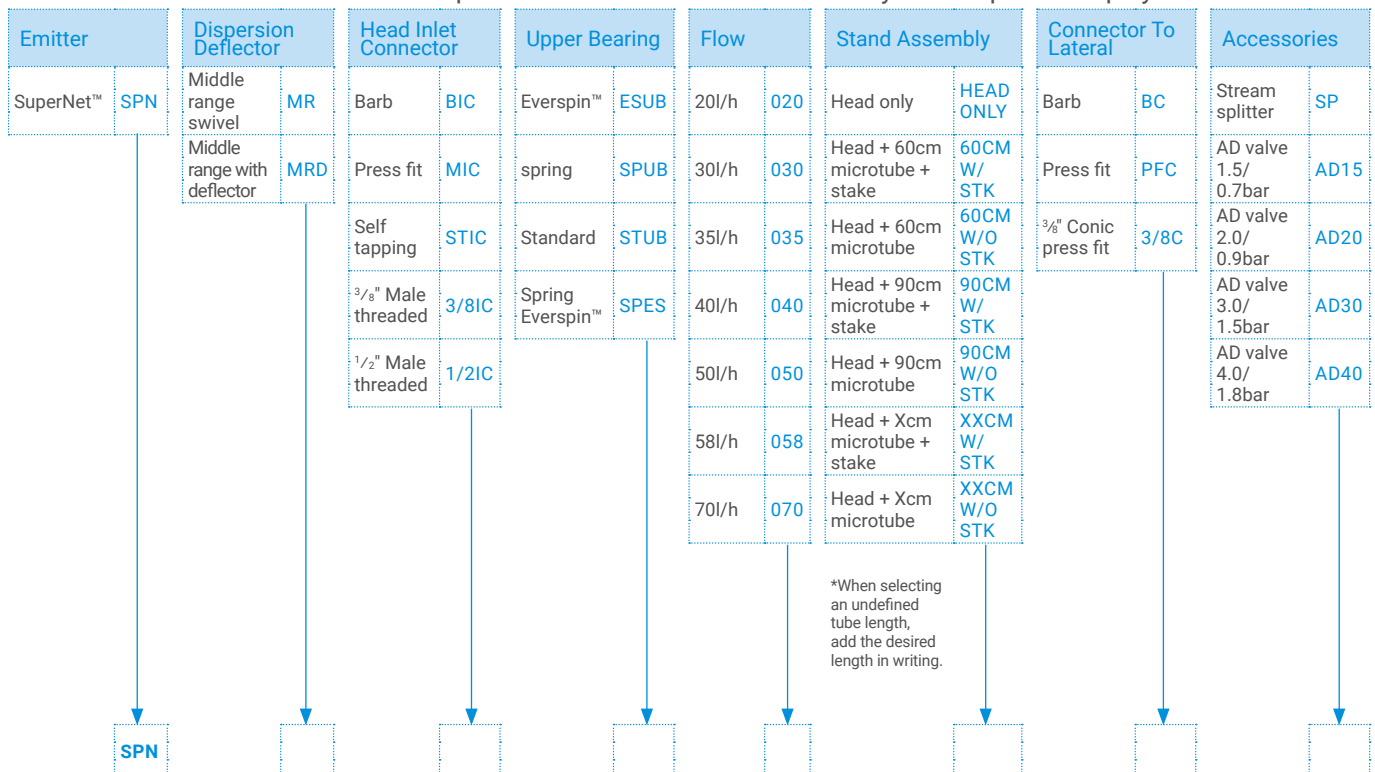 Emitter
Dispersion
Deflector
Head Inlet
Connector
Upper Bearing
Flow
Stand Assembly
Connector To
Lateral
Accessories
SuperNet™ SPN
Middle
range
swivel
MR
Middle
range with
deflector
MRD
Barb BIC
Press fit MIC
Self
tapping
STIC
3/8" Male
threaded
3/8IC
1/2" Male
threaded
1/2IC
Everspin™ ESUB
spring SPUB
Standard STUB
Spring
Everspin™
SPES
20l/h 020
30l/h 030
35l/h 035
40l/h 040
50l/h 050
58l/h 058
70l/h 070
Head only
HEAD
ONLY
Head + 60cm
microtube +
stake
60CM
W/
STK
Head + 60cm
microtube
60CM
W/O
STK
Head + 90cm
microtube +
stake
90CM
W/
STK
Head + 90cm
microtube
90CM
W/O
STK
Head + Xcm
microtube +
stake
XXCM
W/
STK
Head + Xcm
microtube
XXCM
W/O
STK
*When selecting
an undefined
tube length,
add the desired
length in writing.
Barb BC
Press fit PFC
3/8" Conic
press fit
3/8C
Stream
splitter
SP
AD valve
1.5/
0.7bar
AD15
AD valve
2.0/
0.9bar
AD20
AD valve
3.0/
1.5bar
AD30
AD valve
4.0/
1.8bar
AD40
SPN